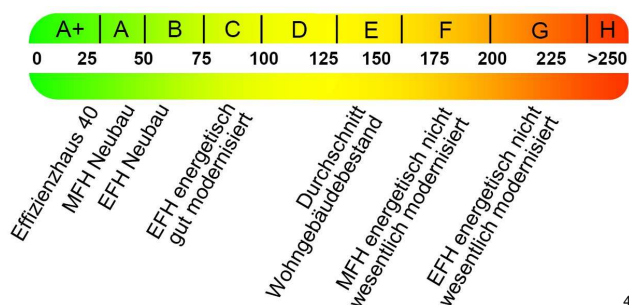 A+ A B C D E F G H
0 25 50 75 100 125 150 175 200 225 >250
Effizienzhaus 40
MFH Neubau
EFH Neubau
EFH energetisch
gut modernisiert
Durchschnitt
Wohngebäudebestand
MFH energetisch nicht
wesentlich modernisiert
EFH energetisch nicht
wesentlich modernisiert